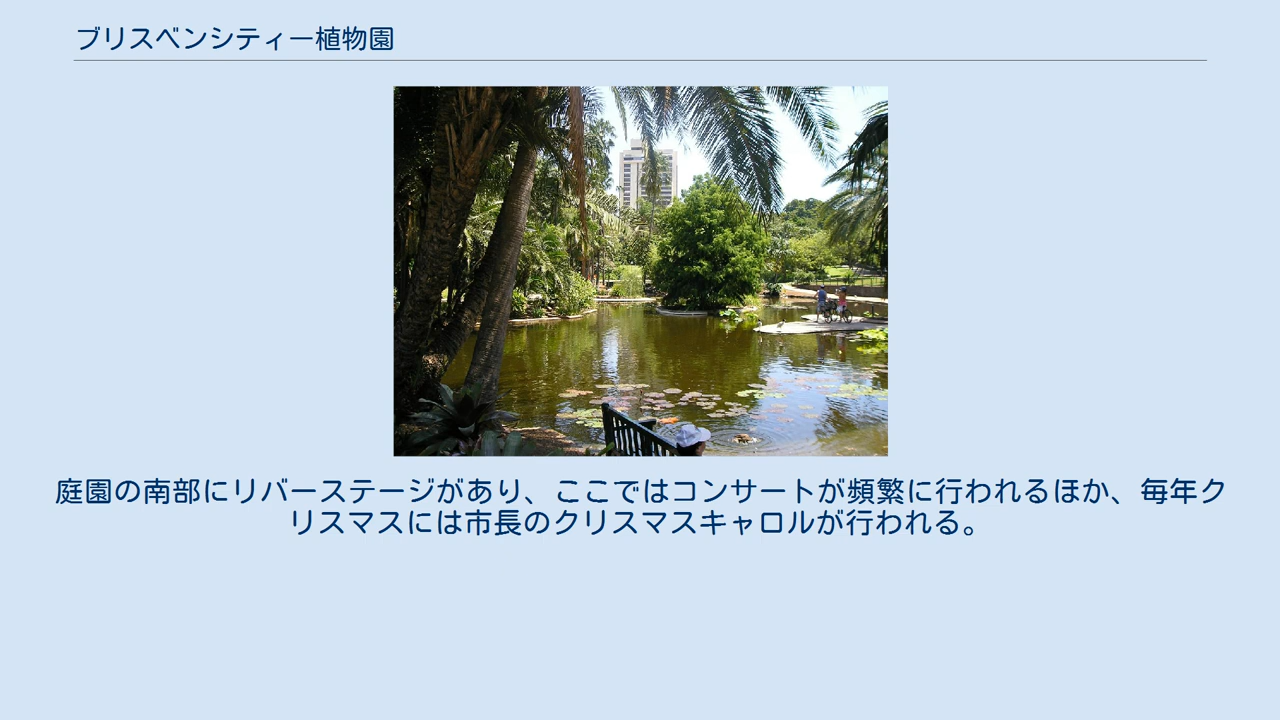 ブリスベンシティー植物園
庭園の南部にリバーステージがあり、ここではコンサートが頻繁に行われるほか、毎年ク
リスマスには市長のクリスマスキャロルが行われる。